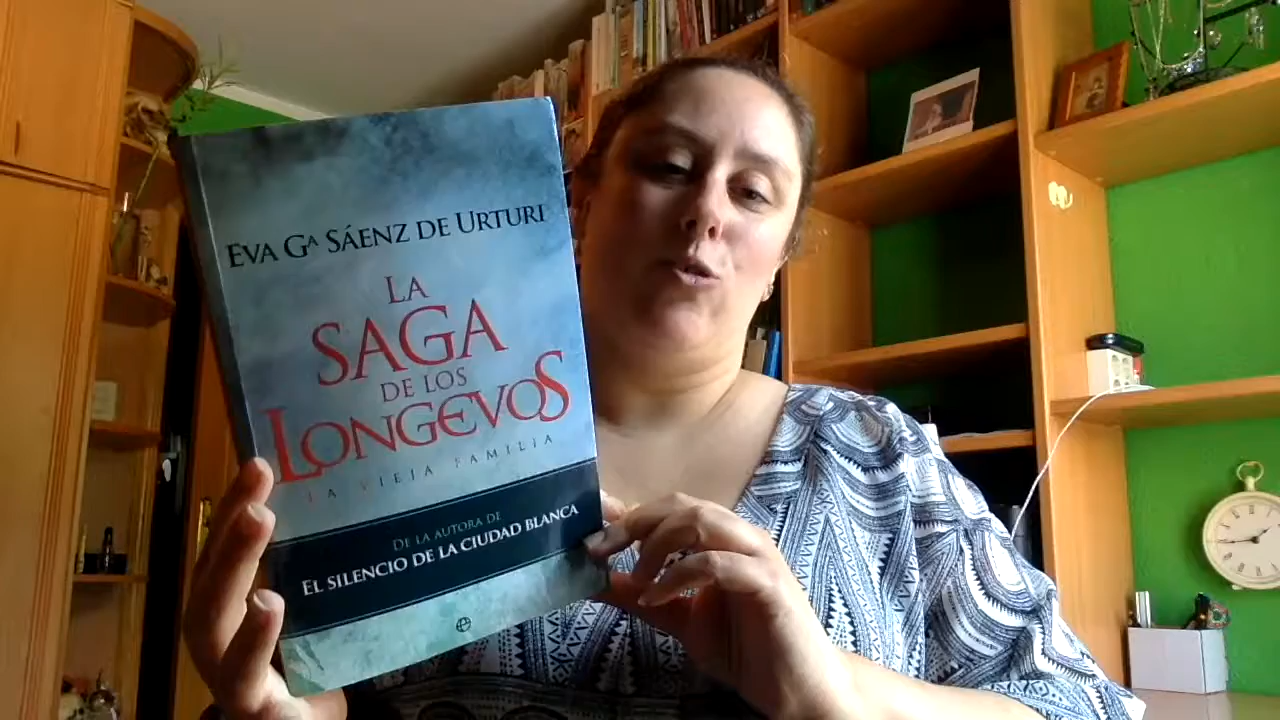 EVA Gª SÁENZ DE URTURI
LA
SAGA
DE LOS
LONGEVOS
LA VIEJA FAMILIA
DE LA AUTORA DE
EL SILENCIO DE LA CIUDAD BLANCA